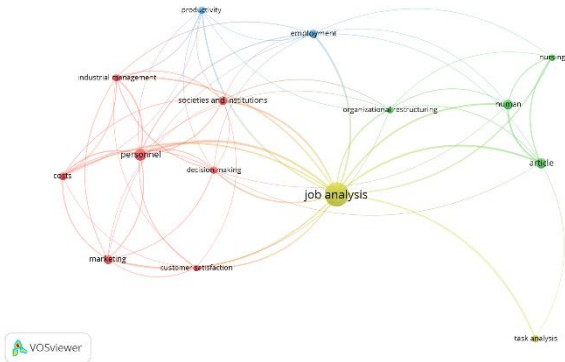 productivity
employment
nursing
industrial management
societies and institutions
human
organizational restructuring
personnel
article
decision making
costs
job analysis
marketing
customer satisfaction
task analysis
VOSviewer